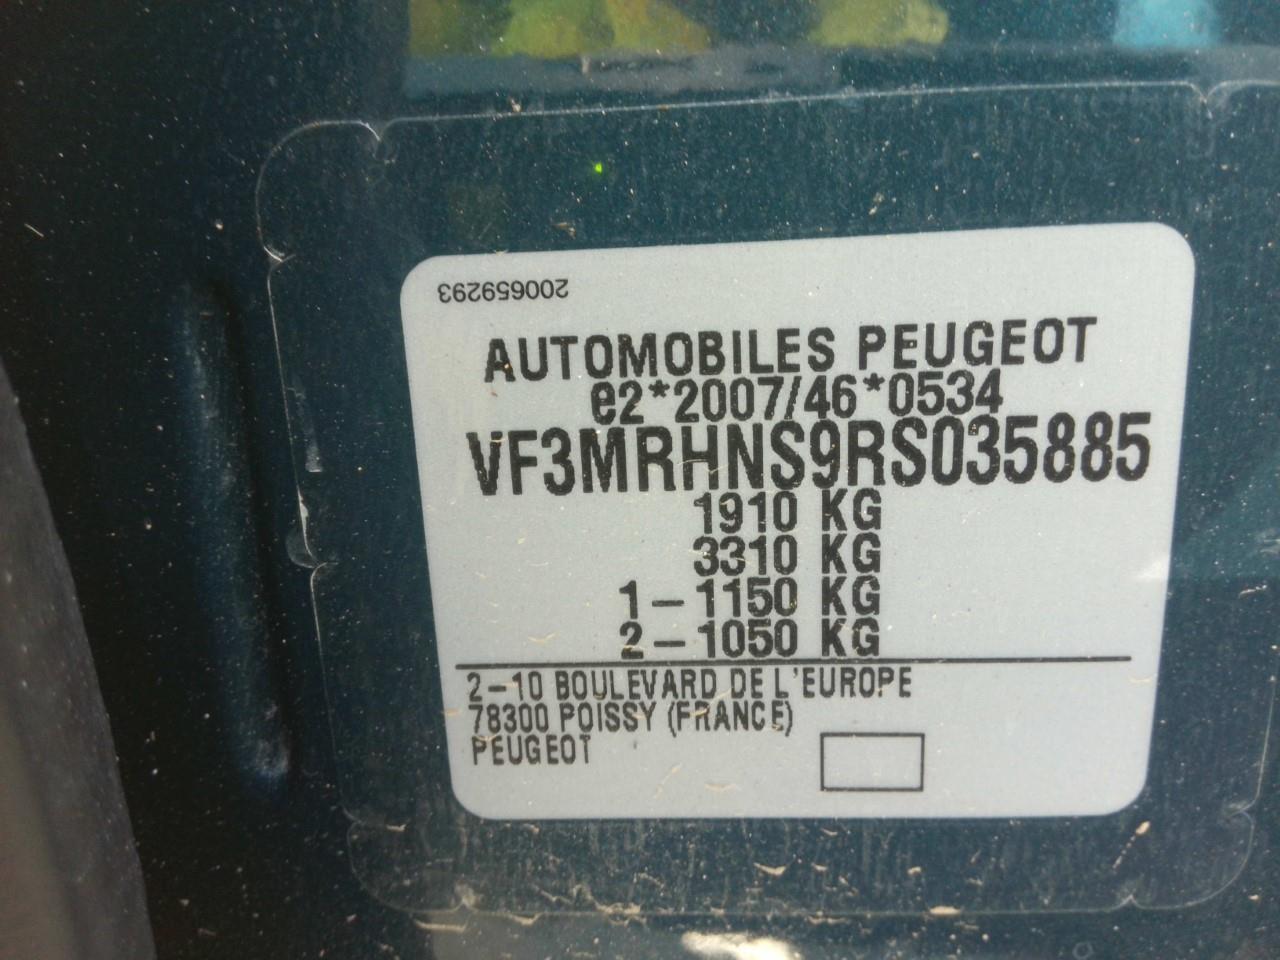 200659293
AUTOMOBILES PEUGEOT
e2*2007/46*0534
VF3MRHNS9RS035885
1910 KG
3310 KG
1-1150 KG
2-1050 KG
2-10 BOULEVARD DE L'EUROPE
78300 POISSY (FRANCE)
PEUGEOT